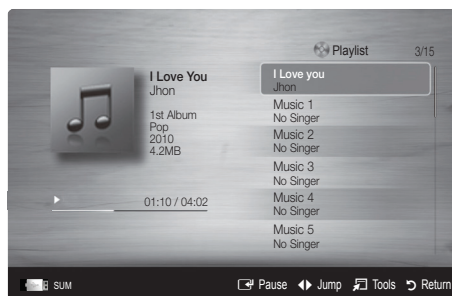 I Love You
Jhon
1st Album
Pop
2010
4.2MB
01:10 / 04:02
Playlist 3/15
I Love you
Jhon
Music 1
No Singer
Music 2
No Singer
Music 3
No Singer
Music 4
No Singer
Music 5
No Singer
SUM Pause Jump Tools Return